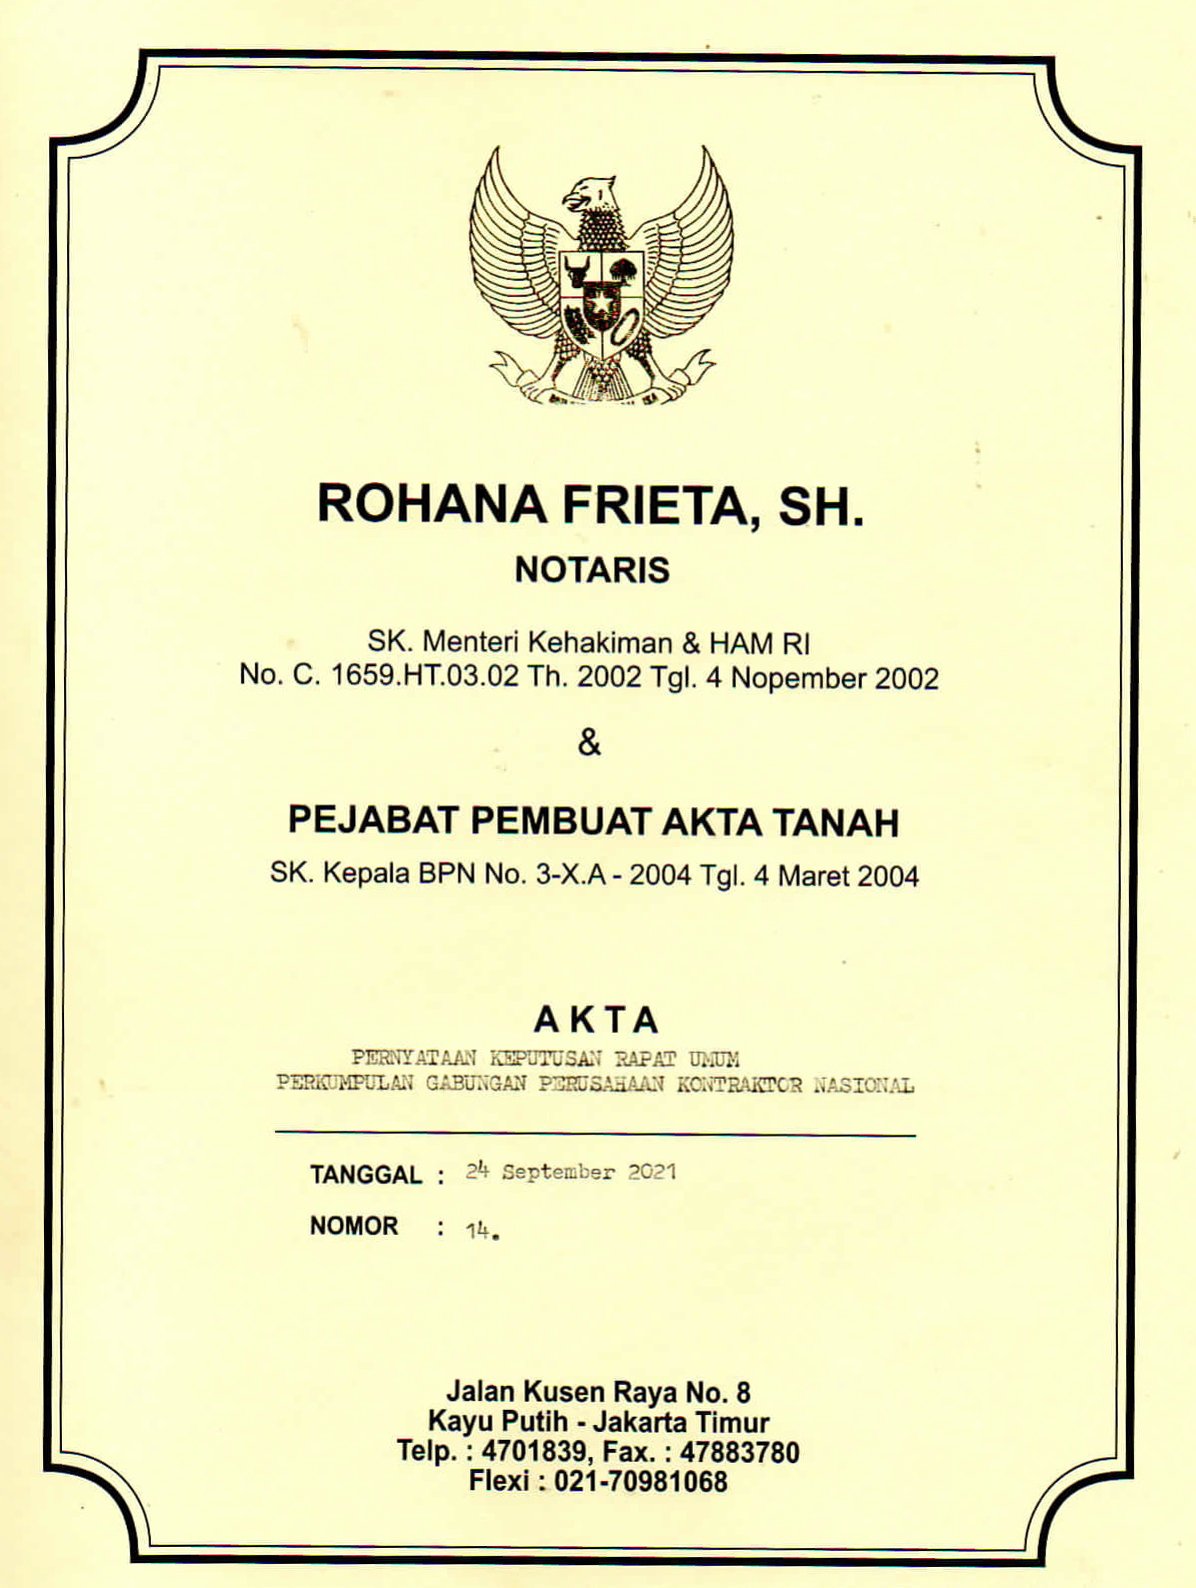 ROHANA FRIETA, SH.
NOTARIS
SK. Menteri Kehakiman & HAM RI
No. C. 1659.HT.03.02 Th. 2002 Tgl. 4 Nopember 2002
&
PEJABAT PEMBUAT AKTA TANAH
SK. Kepala BPN No. 3-X.A - 2004 Tgl. 4 Maret 2004
AKTA
PERNYATAAN KEPUTUSAN RAPAT UMUM
PERKUMPULAN GABUNGAN PERUSAHAAN KONTRAKTOR NASIONAL
TANGGAL : 24 September 2021
NOMOR : 14.
Jalan Kusen Raya No. 8
Kayu Putih - Jakarta Timur
Telp. : 4701839, Fax. : 47883780
Flexi : 021-70981068